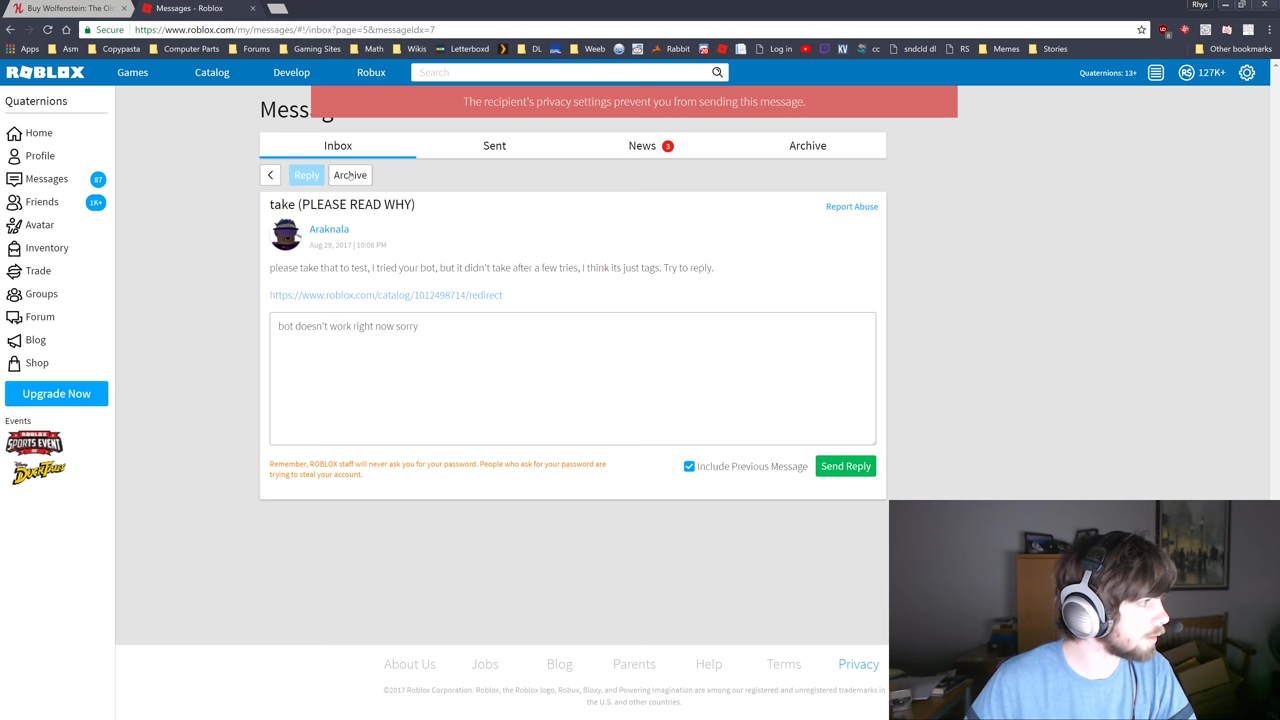 Buy Wolfenstein: The Ol
Messages - Roblox
Rhys
Secure
https://www.roblox.com/my/messages/#!/inbox?page=5&messageIdx=7
Apps
Asm
Copypasta
Computer Parts
Forums
Gaming Sites
Math
Wikis
Letterboxd
DL
Weeb
Rabbit
Log in
KV
cc
sndcld dl
RS
Memes
Stories
Other bookmarks
ROBLOX
Games
Catalog
Develop
Robux
Search
Quaternions: 13+
R$ 127K+
Quaternions
Home
Profile
Messages 87
Friends 1K+
Avatar
Inventory
Trade
Groups
Forum
Blog
Shop
Upgrade Now
Events
ROBLOX
SPORTS EVENT
Disney
DUCKTALES
Messag
The recipient's privacy settings prevent you from sending this message.
Inbox
Sent
News 3
Archive
Reply
Archive
take (PLEASE READ WHY)
Report Abuse
Araknala
Aug 29, 2017 | 10:08 PM
please take that to test, I tried your bot, but it didn't take after a few tries, I think its just tags. Try to reply.
https://www.roblox.com/catalog/1012498714/redirect
bot doesn't work right now sorry
Remember, ROBLOX staff will never ask you for your password. People who ask for your password are
trying to steal your account.
Include Previous Message
Send Reply
About Us
Jobs
Blog
Parents
Help
Terms
Privacy
©2017 Roblox Corporation. Roblox, the Roblox logo, Robux, Bloxy, and Powering Imagination are among our registered and unregistered trademarks in
the U.S. and other countries.